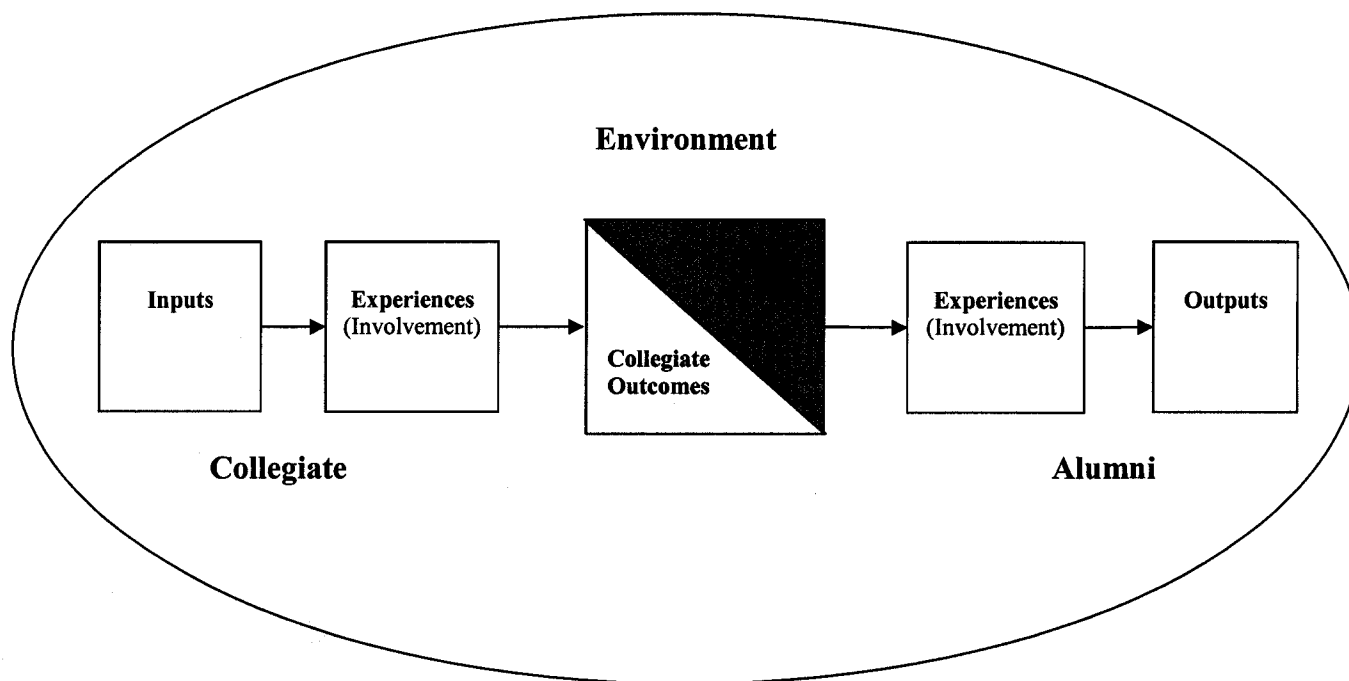 Environment
Inputs
Experiences
(Involvement)
Collegiate
Outcomes
Experiences
(Involvement)
Outputs
Collegiate
Alumni